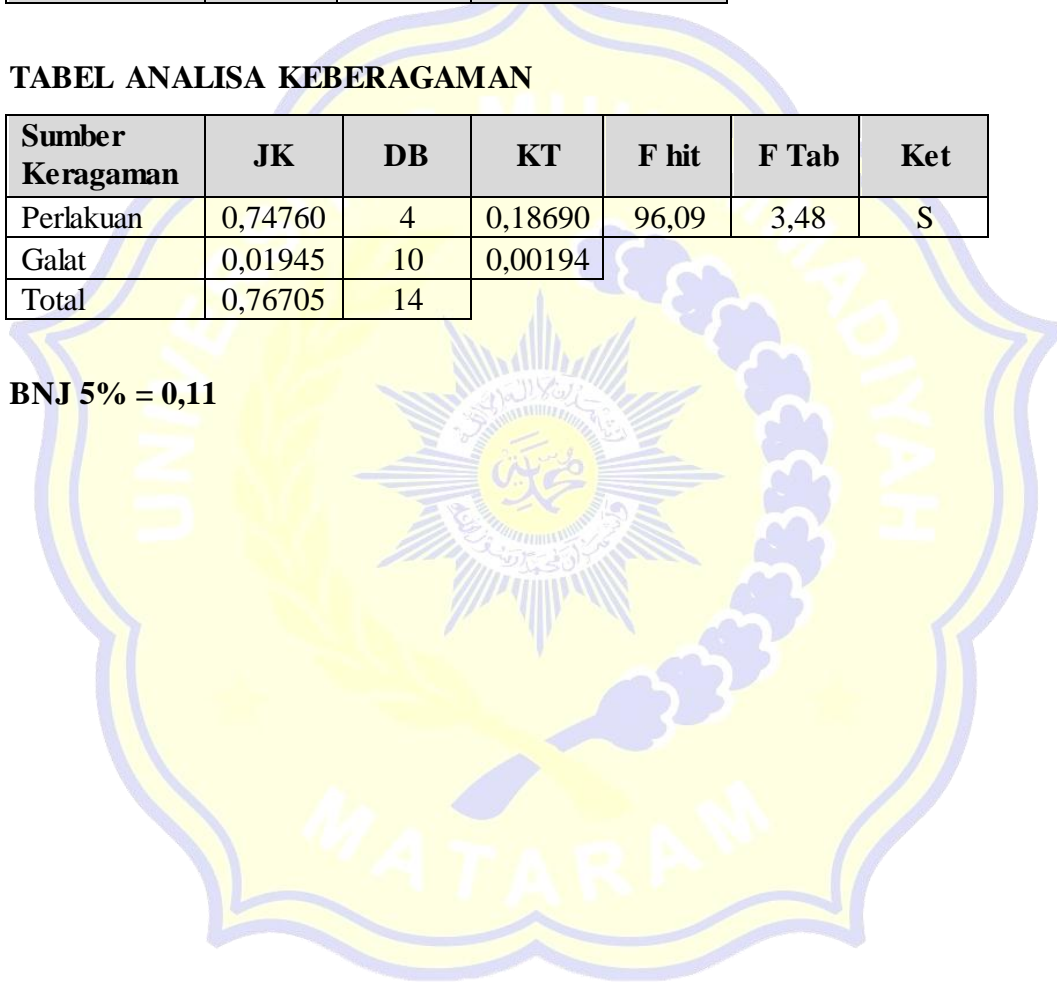 TABEL ANALISA KEBERAGAMAN
Sumber Keragaman JK DB KT F hit F Tab Ket
Perlakuan 0,74760 4 0,18690 96,09 3,48 S
Galat 0,01945 10 0,00194
Total 0,76705 14
BNJ 5% = 0,11
MATARAM